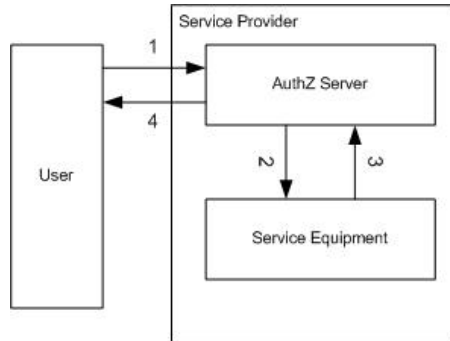 Service Provider
1
AuthZ Server
4
User
2
3
Service Equipment